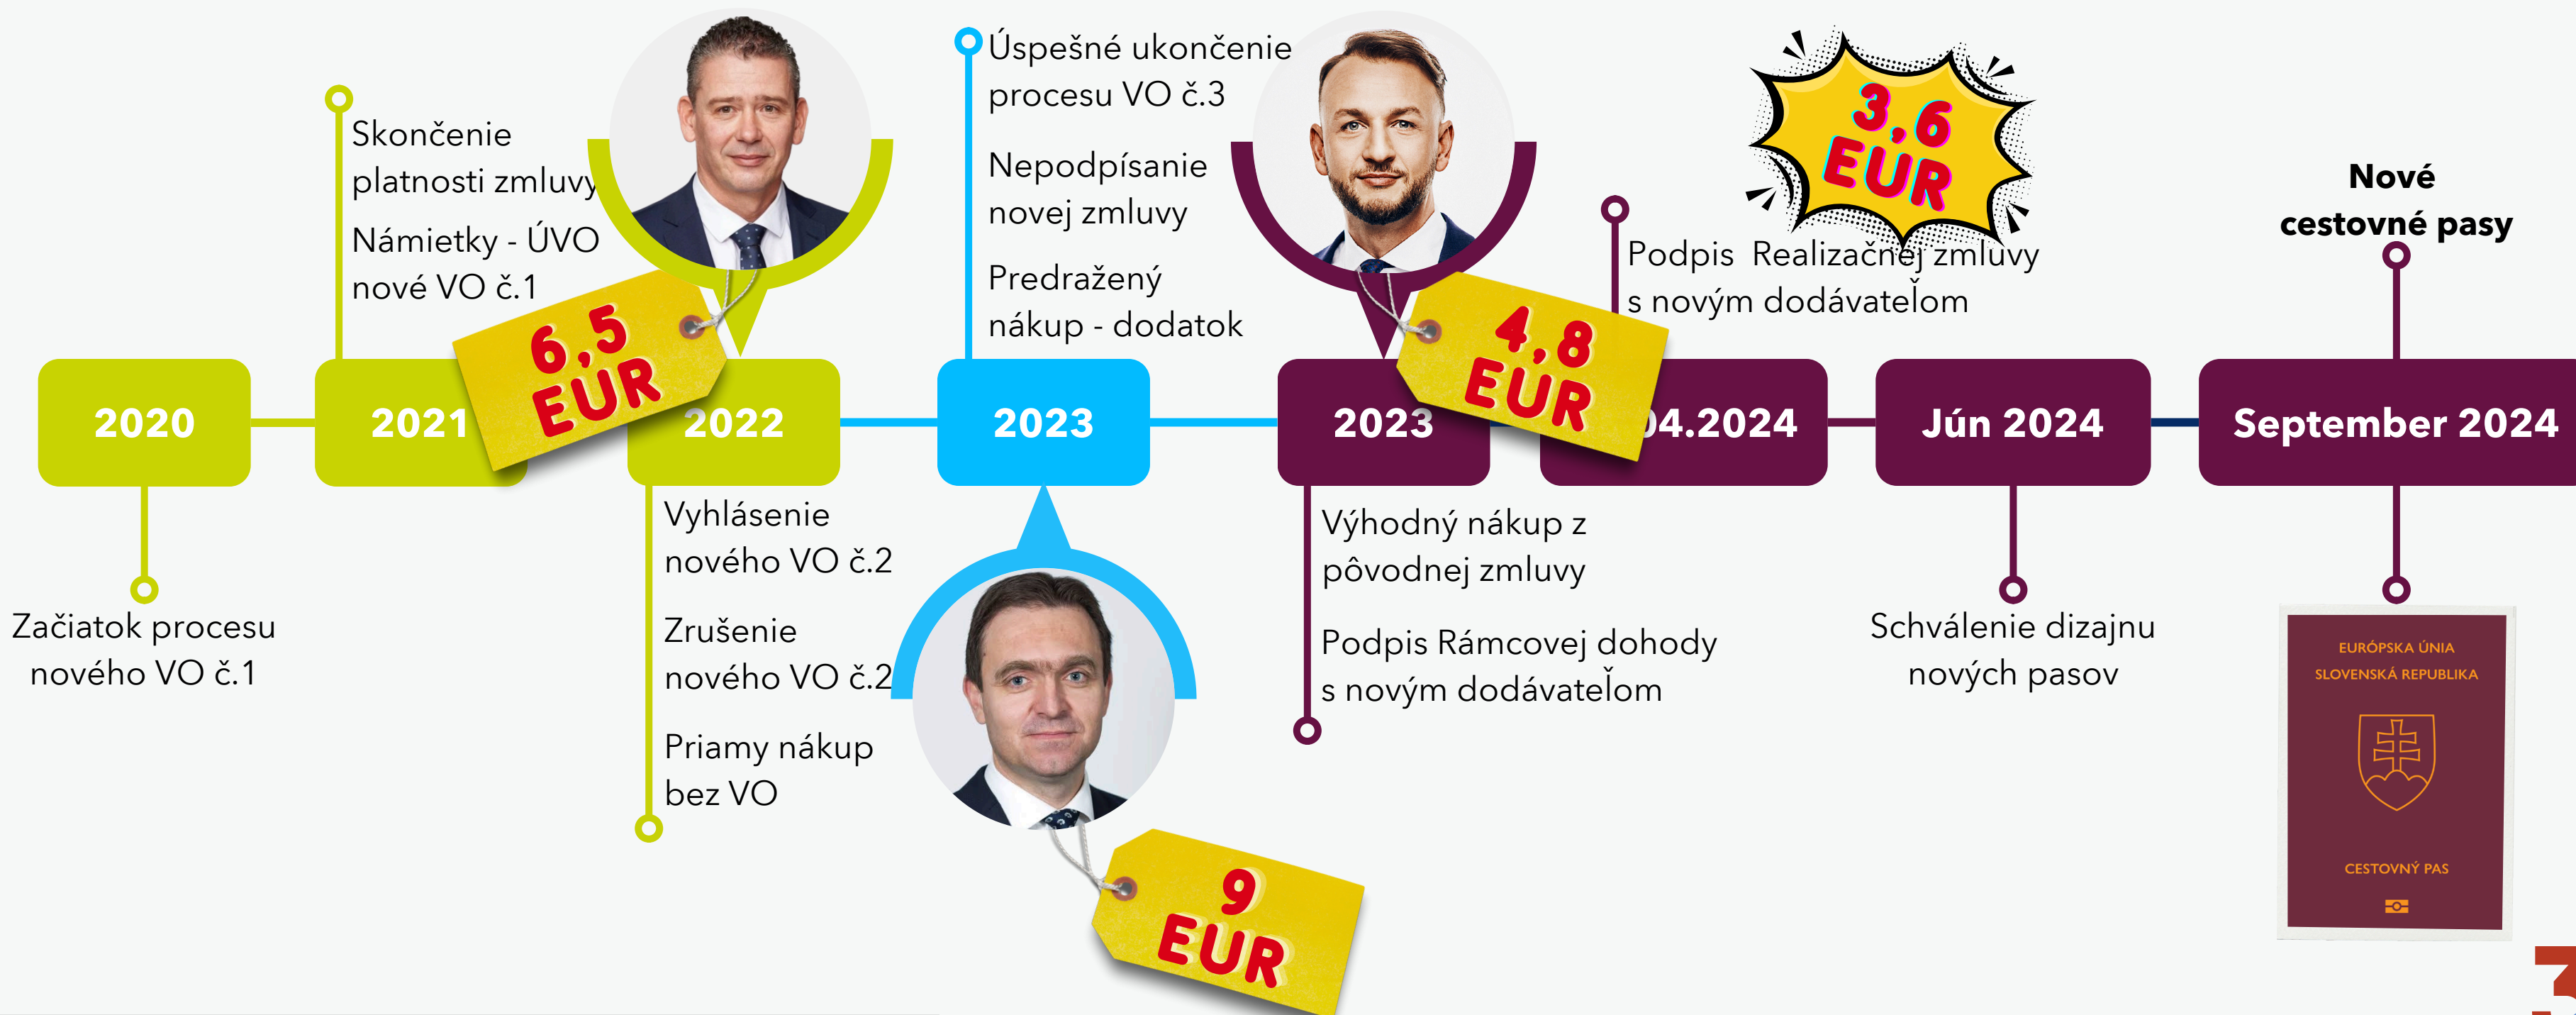 Skončenie
platnosti zmluvy
Námietky - ÚVO
nové VO č.1
6,5
EUR
Úspešné ukončenie
procesu VO č.3
Nepodpísanie
novej zmluvy
Predražený
nákup - dodatok
4,8
EUR
3,6
EUR
Podpis Realizačnej zmluvy
s novým dodávateľom
Nové
cestovné pasy
2020
2021
2022
2023
2023
04.2024
Jún 2024
September 2024
Začiatok procesu
nového VO č.1
Vyhlásenie
nového VO č.2
Zrušenie
nového VO č.2
Priamy nákup
bez VO
9
EUR
Výhodný nákup z
pôvodnej zmluvy
Podpis Rámcovej dohody
s novým dodávateľom
Schválenie dizajnu
nových pasov
EURÓPSKA ÚNIA
SLOVENSKÁ REPUBLIKA
CESTOVNÝ PAS